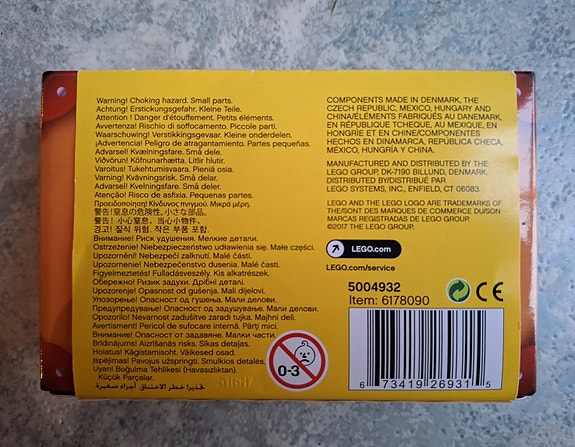 Warning! Choking hazard. Small parts.
Achtung! Erstickungsgefahr. Kleine Teile.
Attention ! Danger d'étouffement. Petits éléments.
Avvertenza! Rischio di soffocamento. Piccole parti.
Waarschuwing! Verstikkingsgevaar. Kleine onderdelen.
¡Advertencia! Peligro de atragantamiento. Partes pequeñas.
Advarsel! Kvælningsfare. Små dele.
Viðvörun! Köfnunarhætta. Litlir hlutir.
Varoitus! Tukehtumisvaara. Pieniä osia.
Varning! Kvävningsrisk. Små delar.
Advarsel! Kvelningsfare. Små deler.
Atenção! Risco de asfixia. Pequenas partes.
Προειδοποίηση! Κίνδυνος πνιγμού. Μικρά μέρη.
警告! 窒息の危険性。小さな部品。
警告! 小心窒息。当心小物件。
경고! 질식 위험. 작은 부품 포함.
Внимание! Риск удушения. Мелкие детали.
Ostrzeżenie! Niebezpieczeństwo udławienia się. Małe części.
Upozornění! Nebezpečí zalknutí. Malé části.
Upozornenie! Nebezpečenstvo dusenia. Malé časti.
Figyelmeztetés! Fulladásveszély. Kis alkatrészek.
Обережно! Ризик задухи. Дрібні деталі.
Upozorenje! Opasnost od gušenja. Mali dijelovi.
Упозорење! Опасност од гушења. Мали делови.
Предупреждение! Опасност от задушаване. Малки части.
Opozorilo! Nevarnost zadušitve zaradi tujka. Majhni deli.
Avertisment! Pericol de sufocare internă. Părţi mici.
Внимание! Опасност от задавяне. Малки части.
Brīdinājums! Aizrīšanās risks. Sīkas detaļas.
Hoiatus! Kägistamisoht. Väikesed osad.
Įspėjimas! Pavojus užspringti. Smulkios detalės.
Uyarı! Boğulma Tehlikesi (Havasızlıktan).
Küçük Parçalar.
تحذير! خطر الاختناق. أجزاء صغيرة
0-3
COMPONENTS MADE IN DENMARK, THE
CZECH REPUBLIC, MEXICO, HUNGARY AND
CHINA/ÉLÉMENTS FABRIQUÉS AU DANEMARK,
EN RÉPUBLIQUE TCHÈQUE, AU MEXIQUE, EN
HONGRIE ET EN CHINE/COMPONENTES
HECHOS EN DINAMARCA, REPÚBLICA CHECA,
MÉXICO, HUNGRÍA Y CHINA.
MANUFACTURED AND DISTRIBUTED BY THE
LEGO GROUP, DK-7190 BILLUND, DENMARK.
DISTRIBUTED BY/DISTRIBUÉ PAR
LEGO SYSTEMS, INC., ENFIELD, CT 06083.
LEGO AND THE LEGO LOGO ARE TRADEMARKS OF
THE/SONT DES MARQUES DE COMMERCE DU/SON
MARCAS REGISTRADAS DE LEGO GROUP.
©2017 THE LEGO GROUP.
LEGO.com
LEGO.com/service
5004932
Item: 6178090
CE
6 73419 26931 5